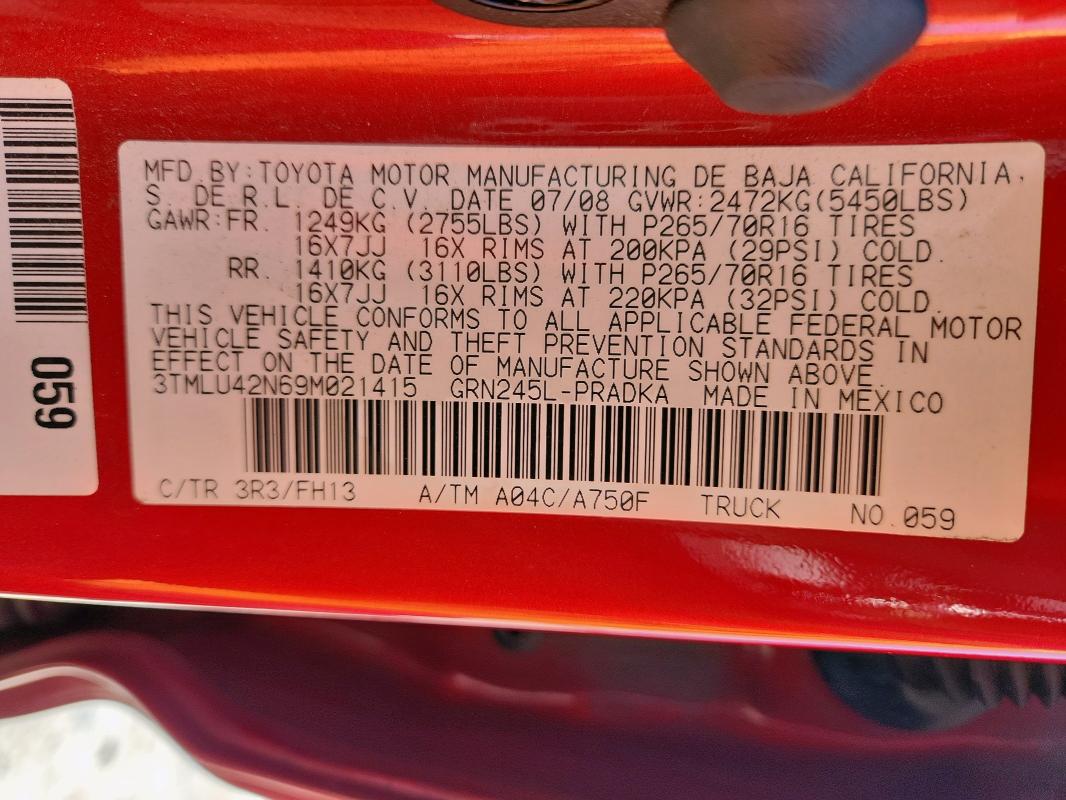 MFD.BY:TOYOTA MOTOR MANUFACTURING DE BAJA CALIFORNIA,
S. DE R.L. DE C.V. DATE 07/08 GVWR:2472KG(5450LBS)
GAWR:FR. 1249KG (2755LBS) WITH P265/70R16 TIRES
16X7JJ 16X RIMS AT 200KPA (29PSI) COLD.
RR. 1410KG (3110LBS) WITH P265/70R16 TIRES
16X7JJ 16X RIMS AT 220KPA (32PSI) COLD.
THIS VEHICLE CONFORMS TO ALL APPLICABLE FEDERAL MOTOR
VEHICLE SAFETY AND THEFT PREVENTION STANDARDS IN
EFFECT ON THE DATE OF MANUFACTURE SHOWN ABOVE.
3TMLU42N69M021415 GRN245L-PRADKA MADE IN MEXICO
C/TR 3R3/FH13 A/TM A04C/A750F TRUCK NO.059
059